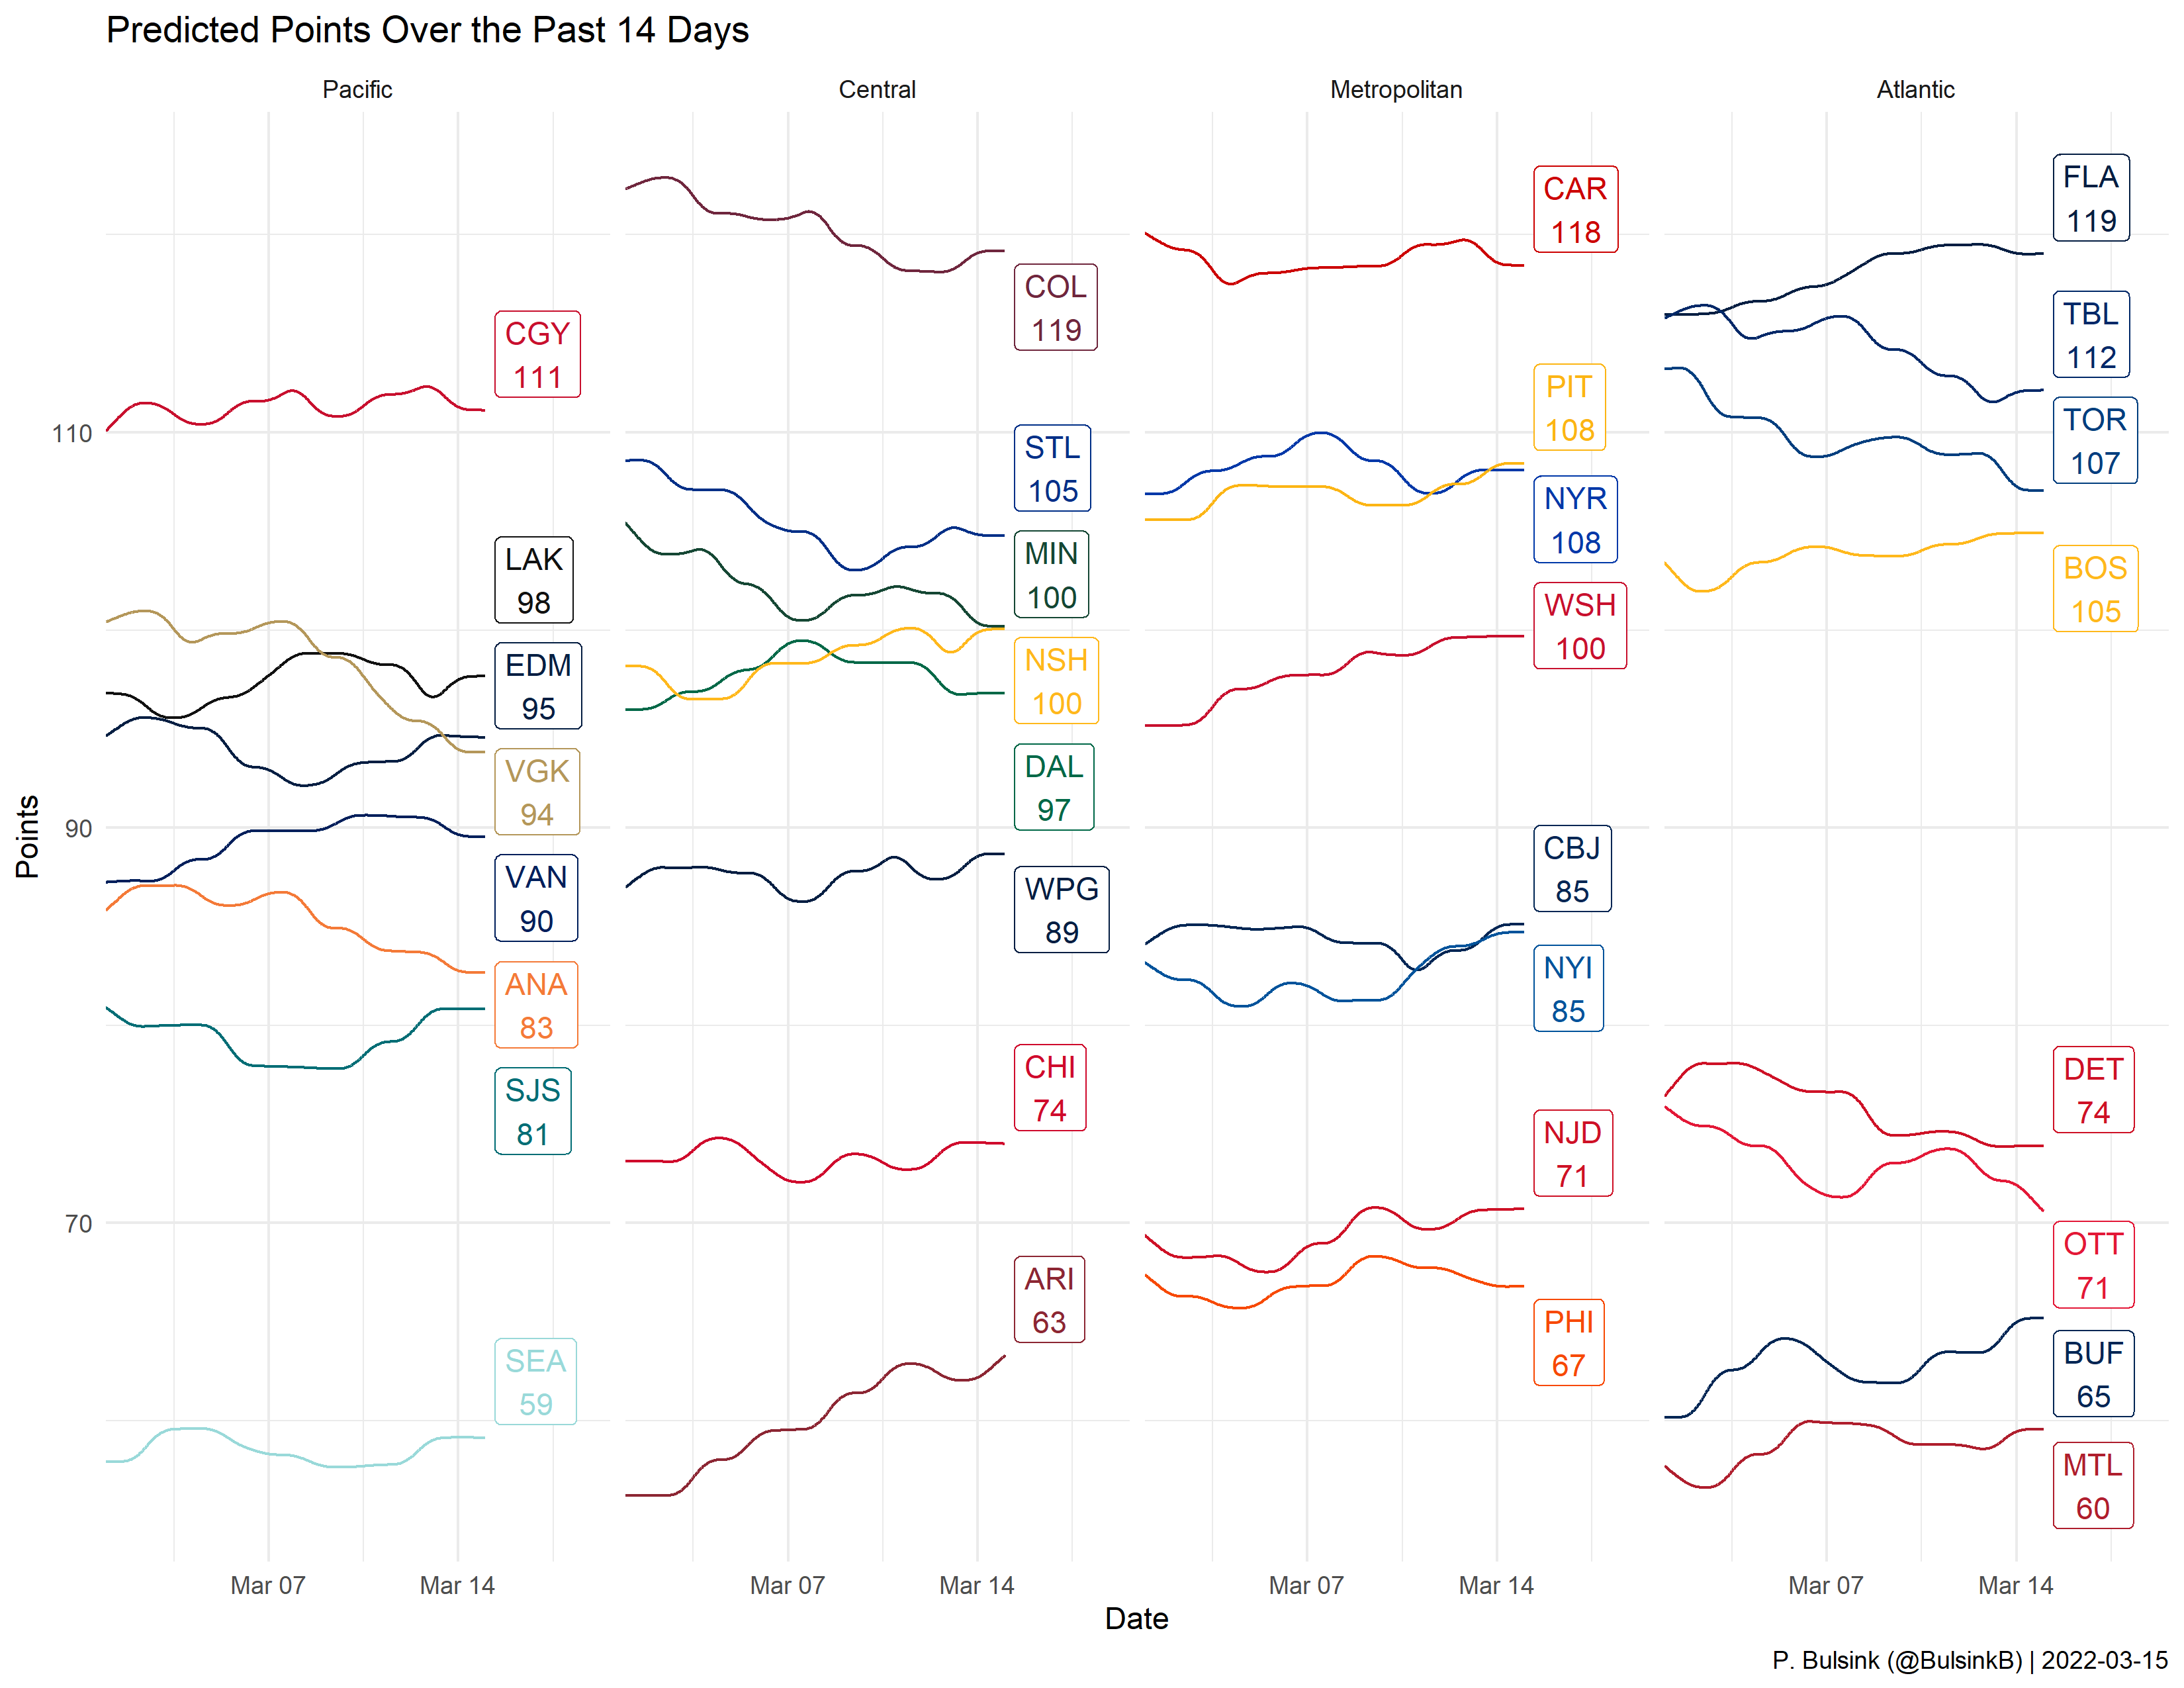 Predicted Points Over the Past 14 Days
Pacific
Central
Metropolitan
Atlantic
Points
110
90
70
CGY
111
LAK
98
EDM
95
VGK
94
VAN
90
ANA
83
SJS
81
SEA
59
COL
119
STL
105
MIN
100
NSH
100
DAL
97
WPG
89
CHI
74
ARI
63
CAR
118
PIT
108
NYR
108
WSH
100
CBJ
85
NYI
85
NJD
71
PHI
67
FLA
119
TBL
112
TOR
107
BOS
105
DET
74
OTT
71
BUF
65
MTL
60
Mar 07
Mar 14
Mar 07
Mar 14
Mar 07
Mar 14
Mar 07
Mar 14
Date
P. Bulsink (@BulsinkB) | 2022-03-15